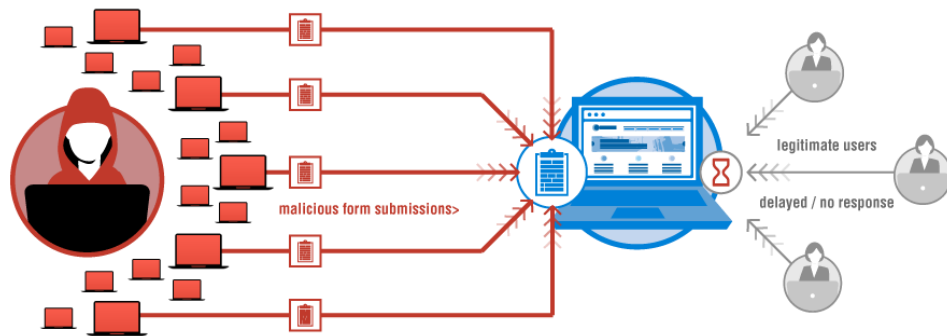 legitimate users
malicious form submissions>
delayed / no response